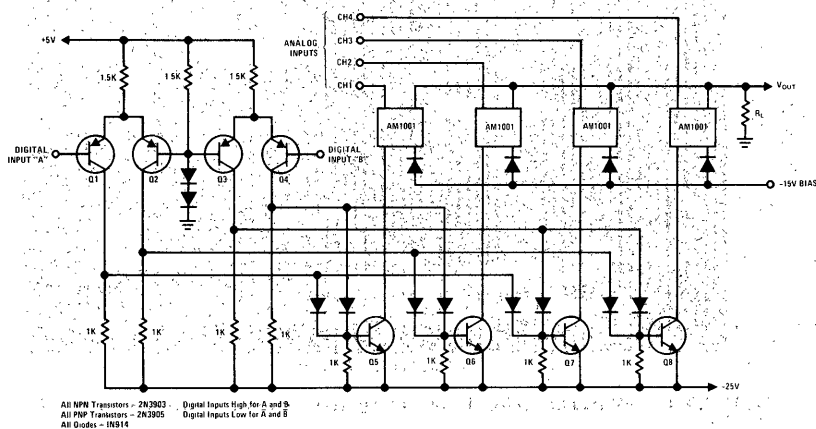 CH4
CH3
ANALOG
INPUTS
CH2
CH1
+5V
1.5K
1.5K
1.5K
VOUT
RL
AM1001
AM1001
AM1001
AM1001
DIGITAL
INPUT "A"
DIGITAL
INPUT "B"
Q1
Q2
Q3
Q4
-15V BIAS
1K
1K
1K
1K
1K
Q5
1K
Q6
1K
Q7
1K
Q8
-25V
All NPN Transistors – 2N3903 Digital Inputs High for A and B
All PNP Transistors – 2N3905 Digital Inputs Low for A̅ and B̅
All Diodes – 1N914